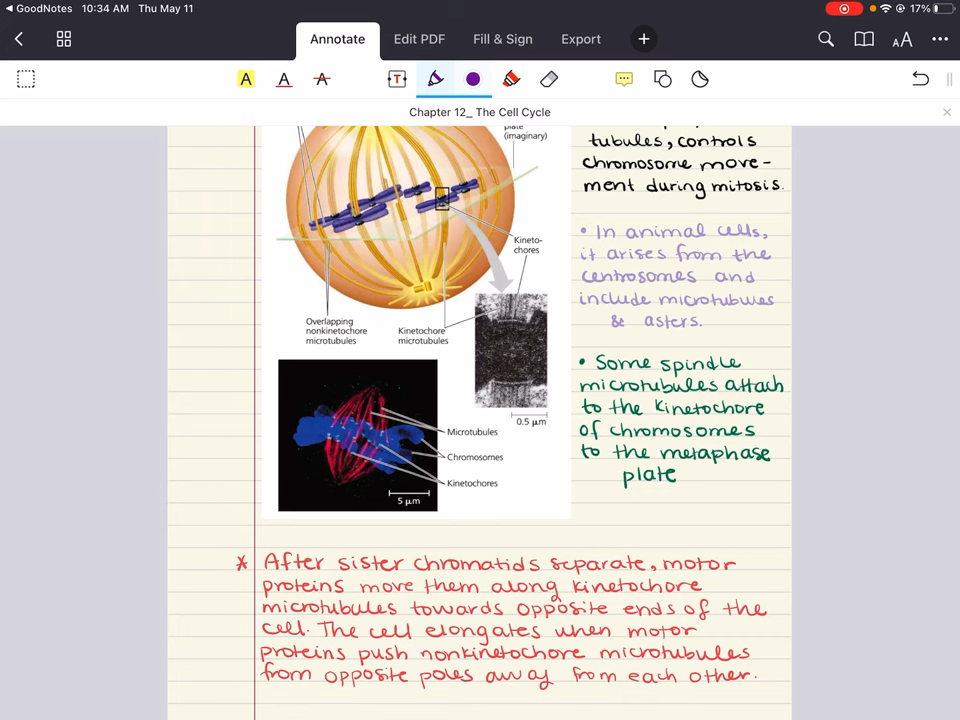 GoodNotes 10:34 AM Thu May 11 17%
Annotate Edit PDF Fill & Sign Export
A A A T AA
Chapter 12_ The Cell Cycle
plate
(imaginary)
Kineto-
chores
Overlapping
nonkinetochore
microtubules
Kinetochore
microtubules
0.5 µm
Microtubules
Chromosomes
Kinetochores
5 µm
tubules, controls
chromosome move-
ment during mitosis.
• In animal cells,
it arises from the
centrosomes and
include microtubules
& asters.
• Some spindle
microtubules attach
to the kinetochore
of chromosomes
to the metaphase
plate
* After sister chromatids separate, motor
proteins move them along kinetochore
microtubules towards opposite ends of the
cell. The cell elongates when motor
proteins push nonkinetochore microtubules
from opposite poles away from each other.